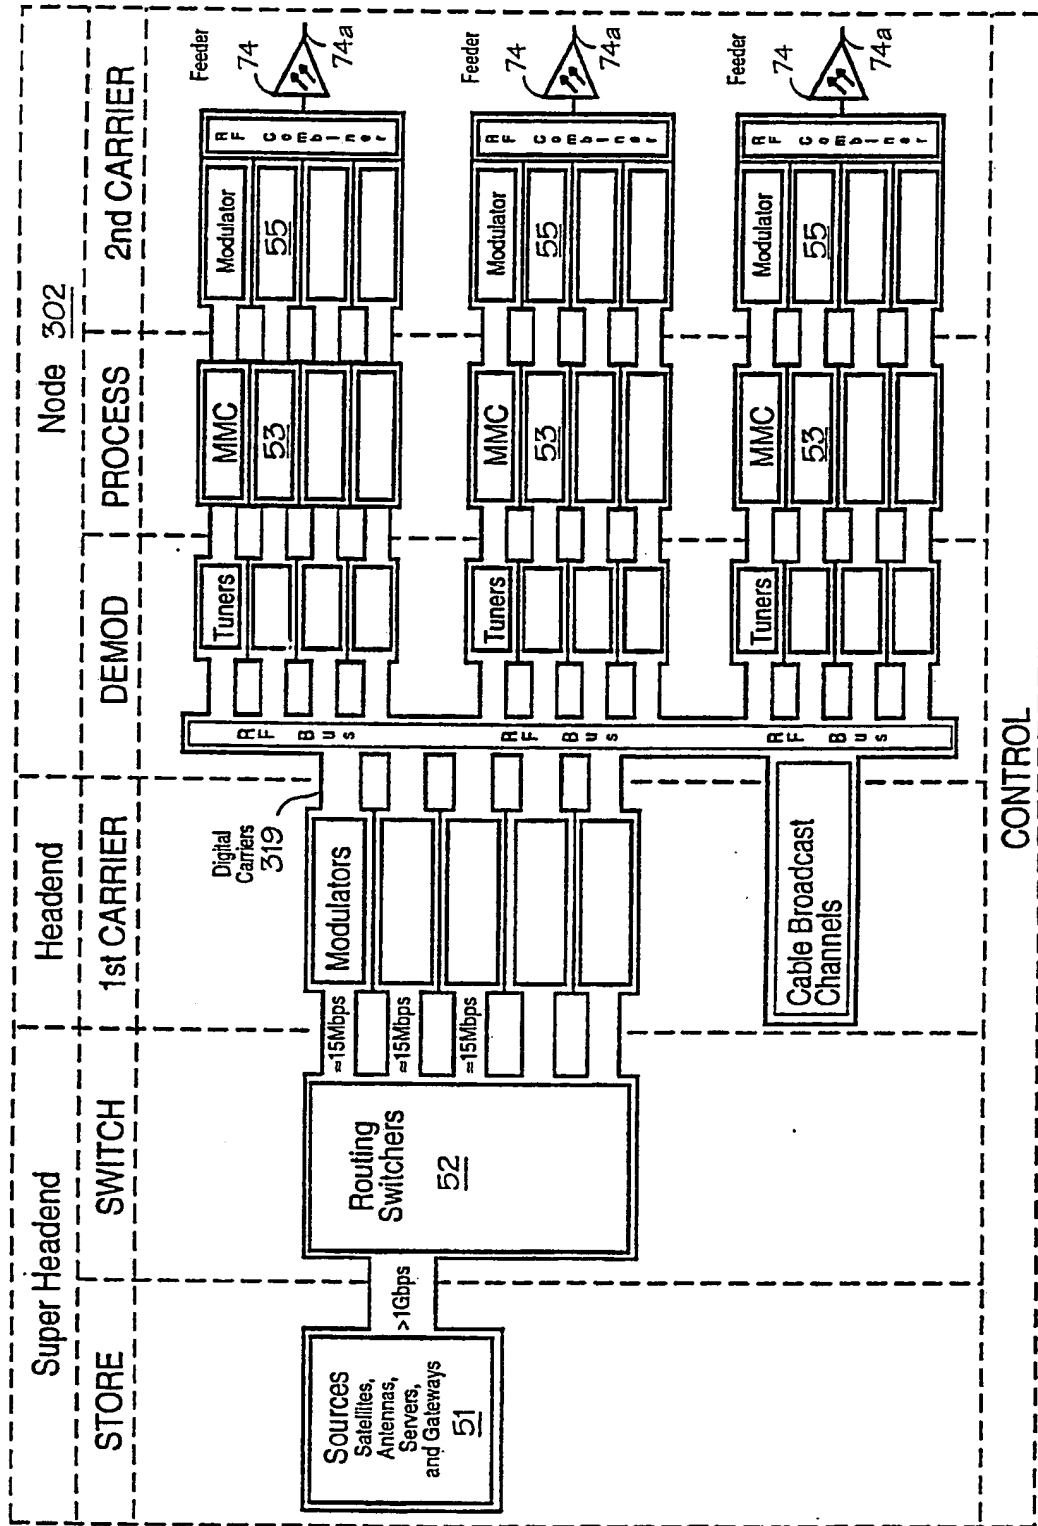 Super Headend
Headend
Node 302
STORE
SWITCH
1st CARRIER
DEMOD
PROCESS
2nd CARRIER
Sources
Satellites,
Antennas,
Servers,
and Gateways
51
>1Gbps
Routing
Switchers
52
≈15Mbps
≈15Mbps
≈15Mbps
Modulators
Digital
Carriers
319
Cable Broadcast
Channels
RF Bus
RF Bus
RF Bus
Tuners
MMC
53
Modulator
55
RF Combiner
Feeder
74
74a
Tuners
MMC
53
Modulator
55
RF Combiner
Feeder
74
74a
Tuners
MMC
53
Modulator
55
RF Combiner
Feeder
74
74a
CONTROL